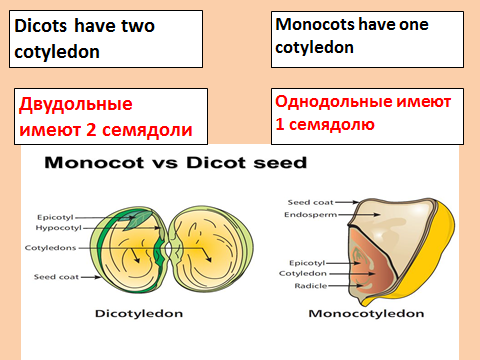 Dicots have two
cotyledon
Monocots have one
cotyledon
Двудольные
имеют 2 семядоли
Однодольные имеют
1 семядолю
Monocot vs Dicot seed
Epicotyl
Hypocotyl
Cotyledons
Seed coat
Dicotyledon
Seed coat
Endosperm
Epicotyl
Cotyledon
Radicle
Monocotyledon